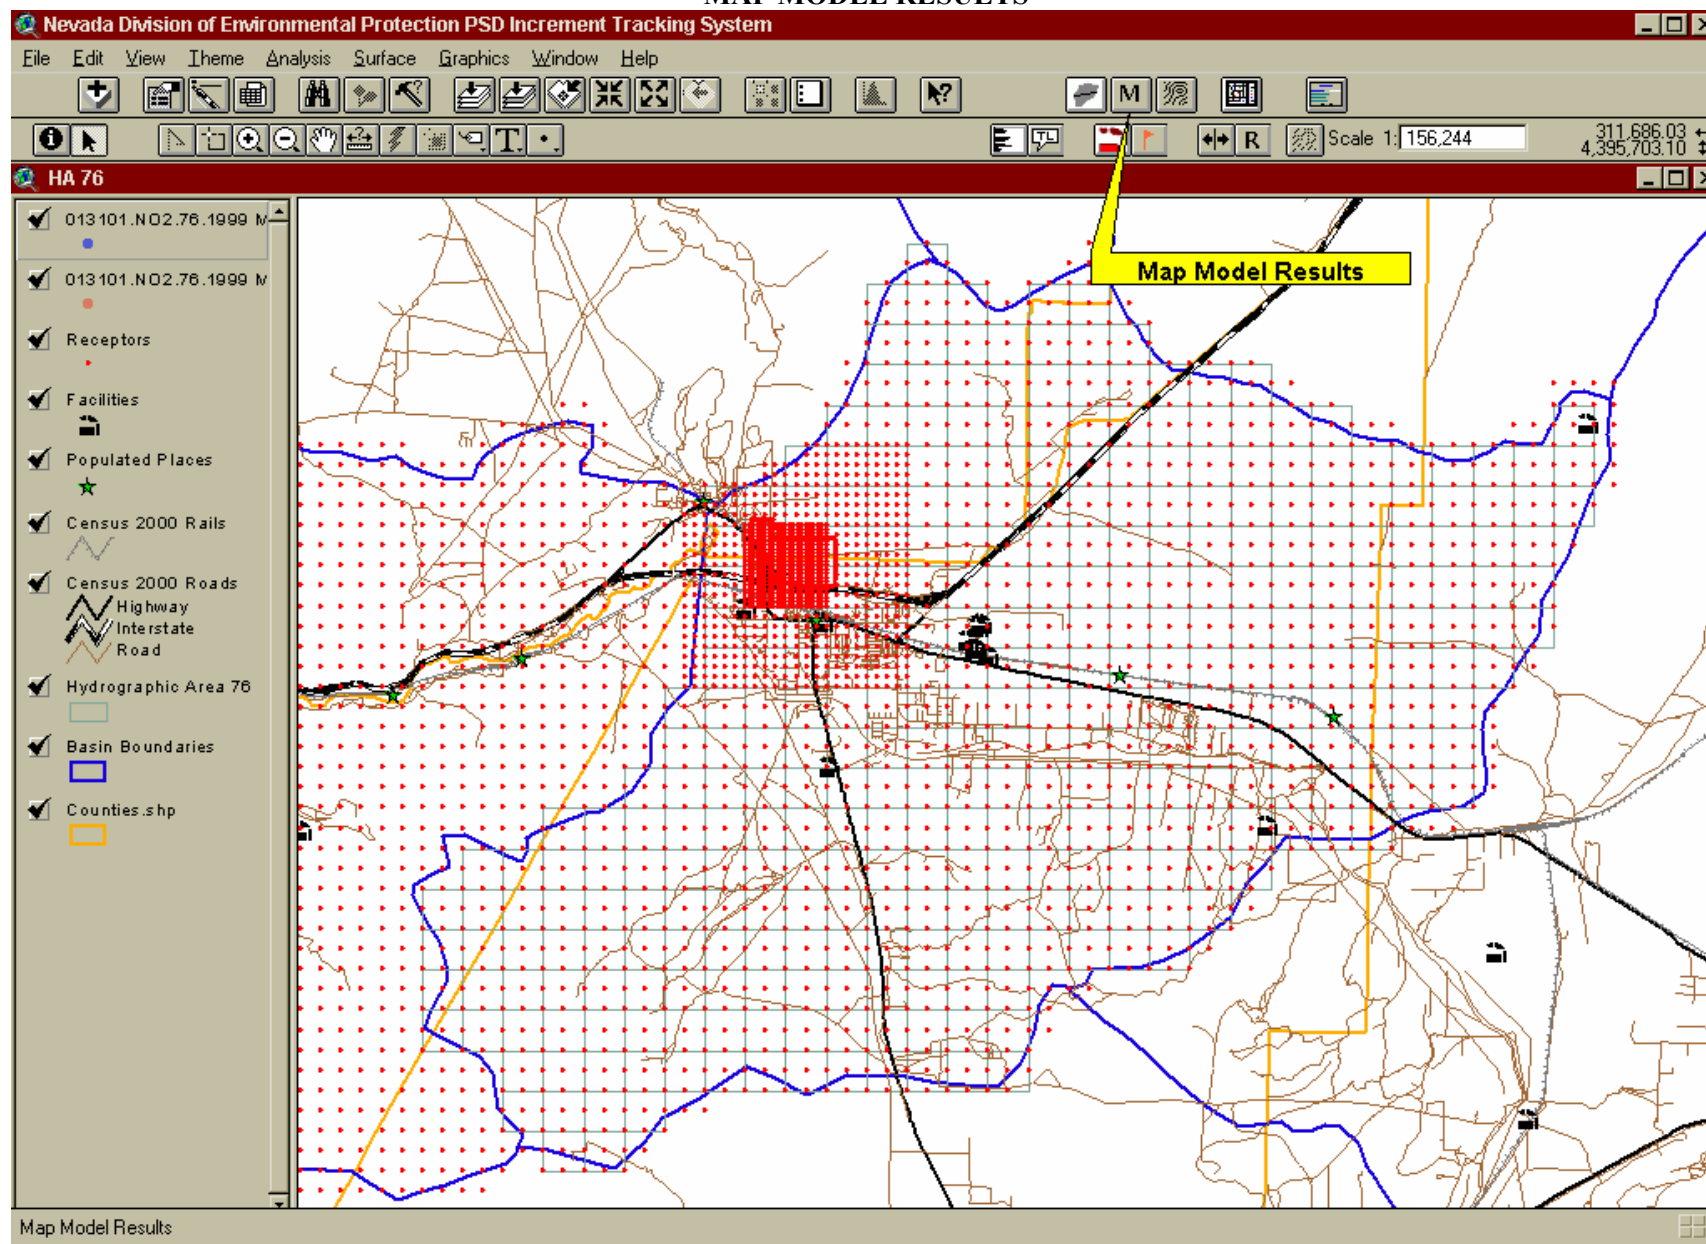 MAP MODEL RESULTS
Nevada Division of Environmental Protection PSD Increment Tracking System
File Edit View Theme Analysis Surface Graphics Window Help
M
T. R Scale 1: 156,244 311,686.03
4,395,703.10
HA 76
013101.NO2.76.1999 M
013101.NO2.76.1999 M
Receptors
Facilities
Populated Places
Census 2000 Rails
Census 2000 Roads
Highway
Interstate
Road
Hydrographic Area 76
Basin Boundaries
Counties.shp
Map Model Results
Map Model Results